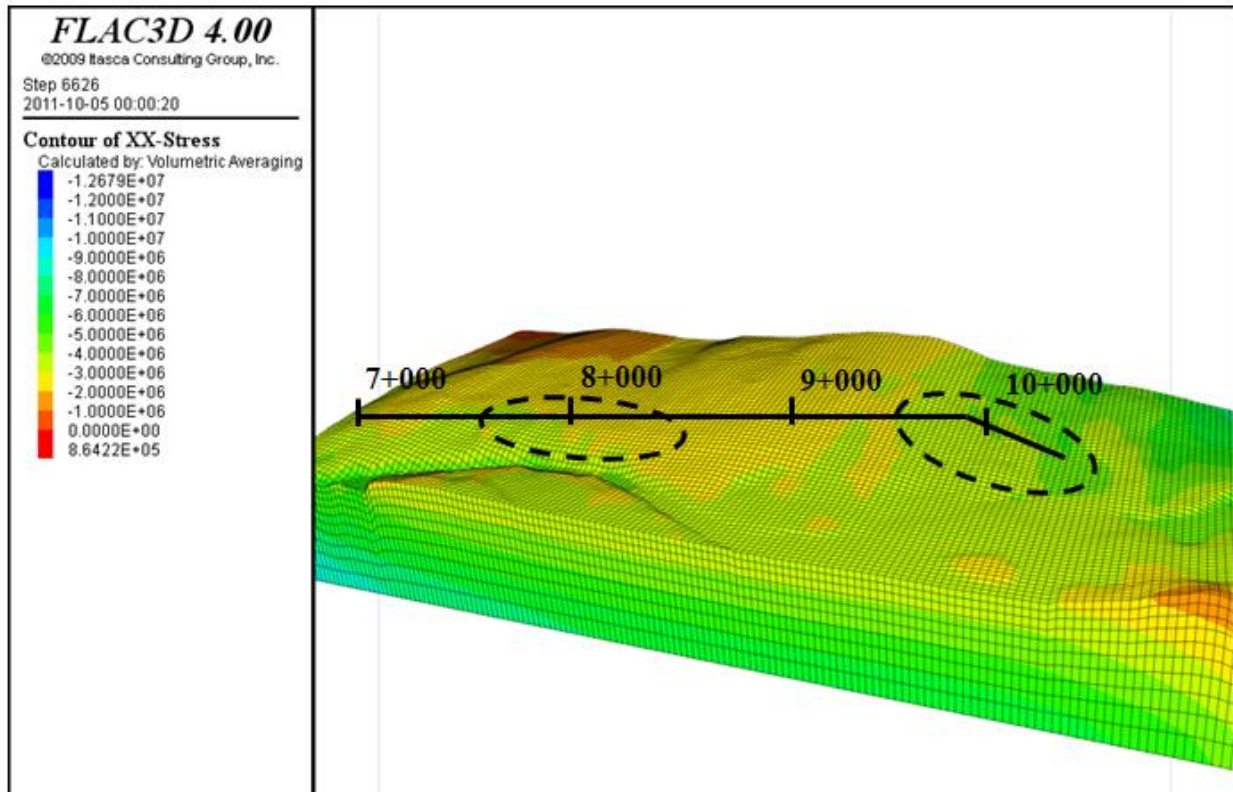 FLAC3D 4.00
©2009 Itasca Consulting Group, Inc.
Step 6626
2011-10-05 00:00:20
Contour of XX-Stress
Calculated by: Volumetric Averaging
-1.2679E+07
-1.2000E+07
-1.1000E+07
-1.0000E+07
-9.0000E+06
-8.0000E+06
-7.0000E+06
-6.0000E+06
-5.0000E+06
-4.0000E+06
-3.0000E+06
-2.0000E+06
-1.0000E+06
0.0000E+00
8.6422E+05
7+000
8+000
9+000
10+000